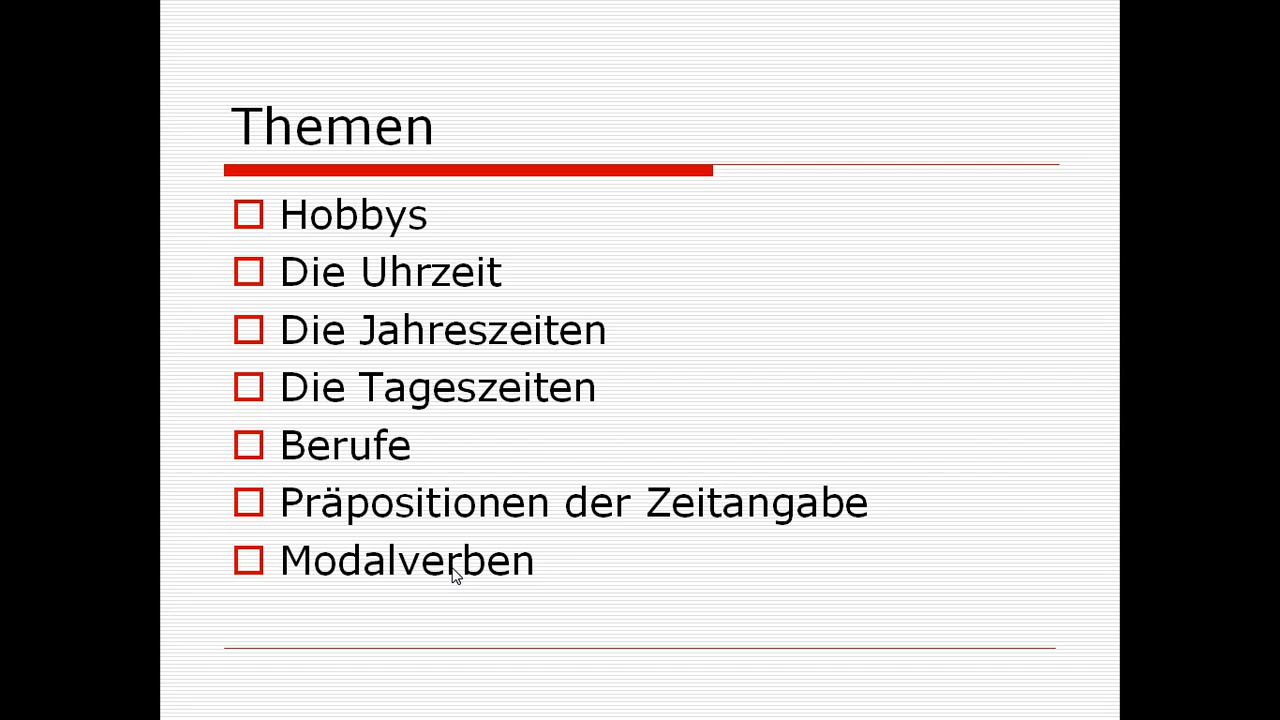 Themen
Hobbys
Die Uhrzeit
Die Jahreszeiten
Die Tageszeiten
Berufe
Präpositionen der Zeitangabe
Modalverben